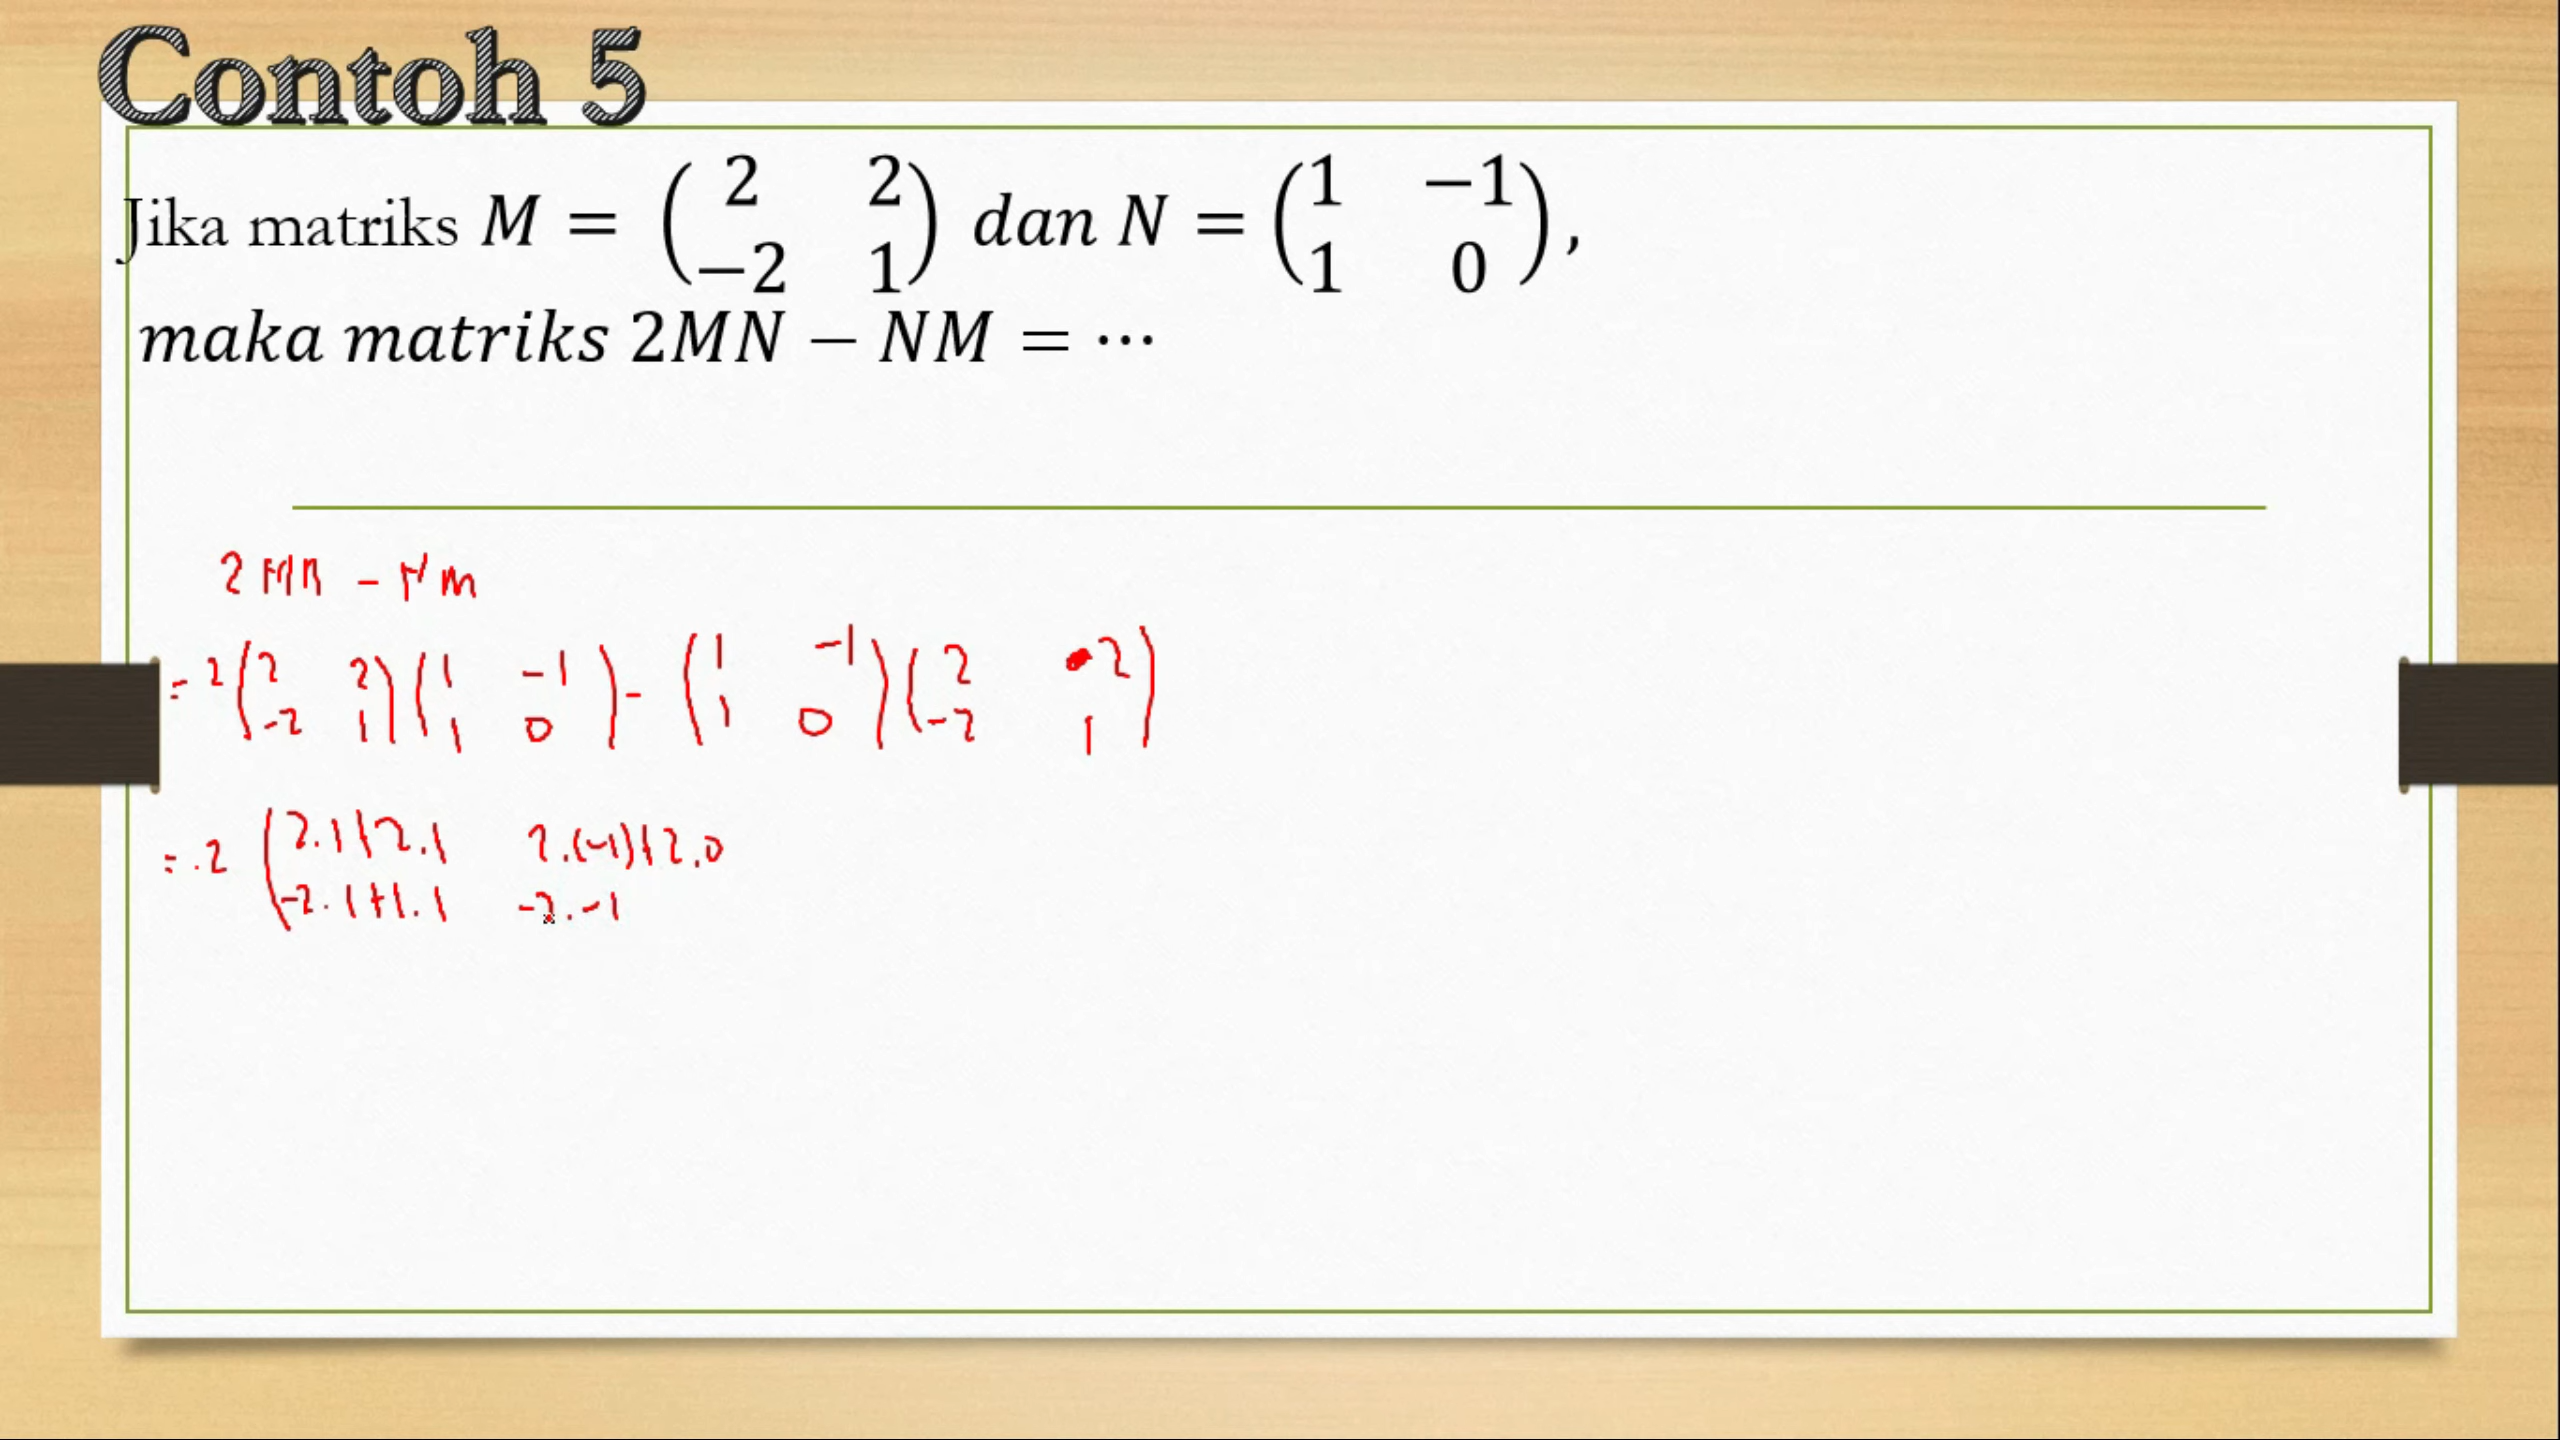 Contoh 5
Jika matriks M = ( 2 2 ) dan N = ( 1 −1 ) ,
−2 1 1 0
maka matriks 2MN − NM = ⋯
2 MN - NM
= 2 ( 2 2 ) ( 1 -1 ) - ( 1 -1 ) ( 2 2 )
-2 1 1 0 1 0 -2 1
= .2 ( 2.1+2.1 2.(-1)+2.0
-2.1+1.1 -2.-1